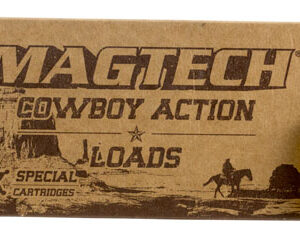 MAGTECH
COWBOY ACTION
LOADS
SPECIAL
CARTRIDGES